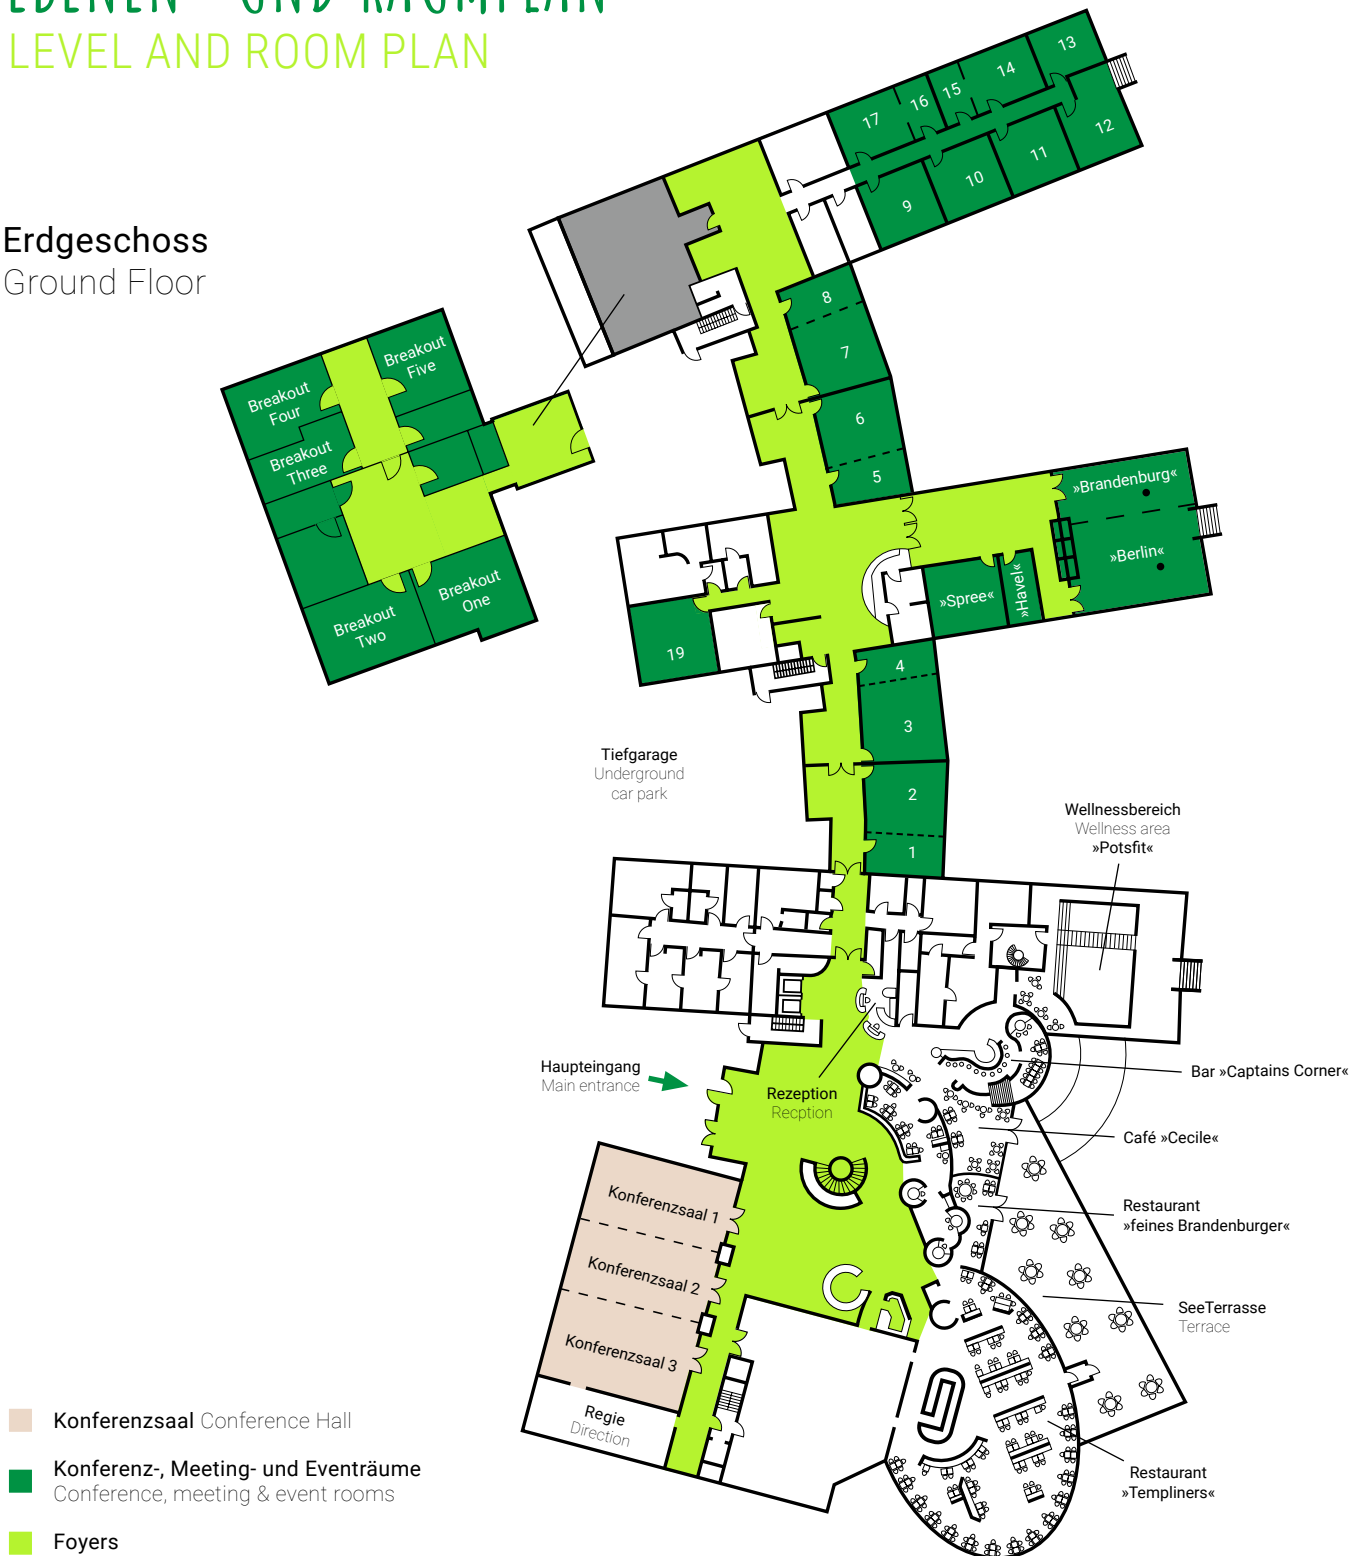 EBENEN- UND RAUMPLAN
LEVEL AND ROOM PLAN
Erdgeschoss
Ground Floor
13
14
15
16
17
12
11
10
9
8
7
6
5
Breakout
Five
Breakout
Four
Breakout
Three
Breakout
One
Breakout
Two
»Brandenburg«
»Berlin«
»Spree«
»Havel«
19
4
3
2
1
Tiefgarage
Underground
car park
Wellnessbereich
Wellness area
»Potsfit«
Haupteingang
Main entrance
Rezeption
Recption
Bar »Captains Corner«
Café »Cecile«
Restaurant
»feines Brandenburger«
SeeTerrasse
Terrace
Restaurant
»Templiners«
Konferenzsaal 1
Konferenzsaal 2
Konferenzsaal 3
Regie
Direction
Konferenzsaal Conference Hall
Konferenz-, Meeting- und Eventräume
Conference, meeting & event rooms
Foyers